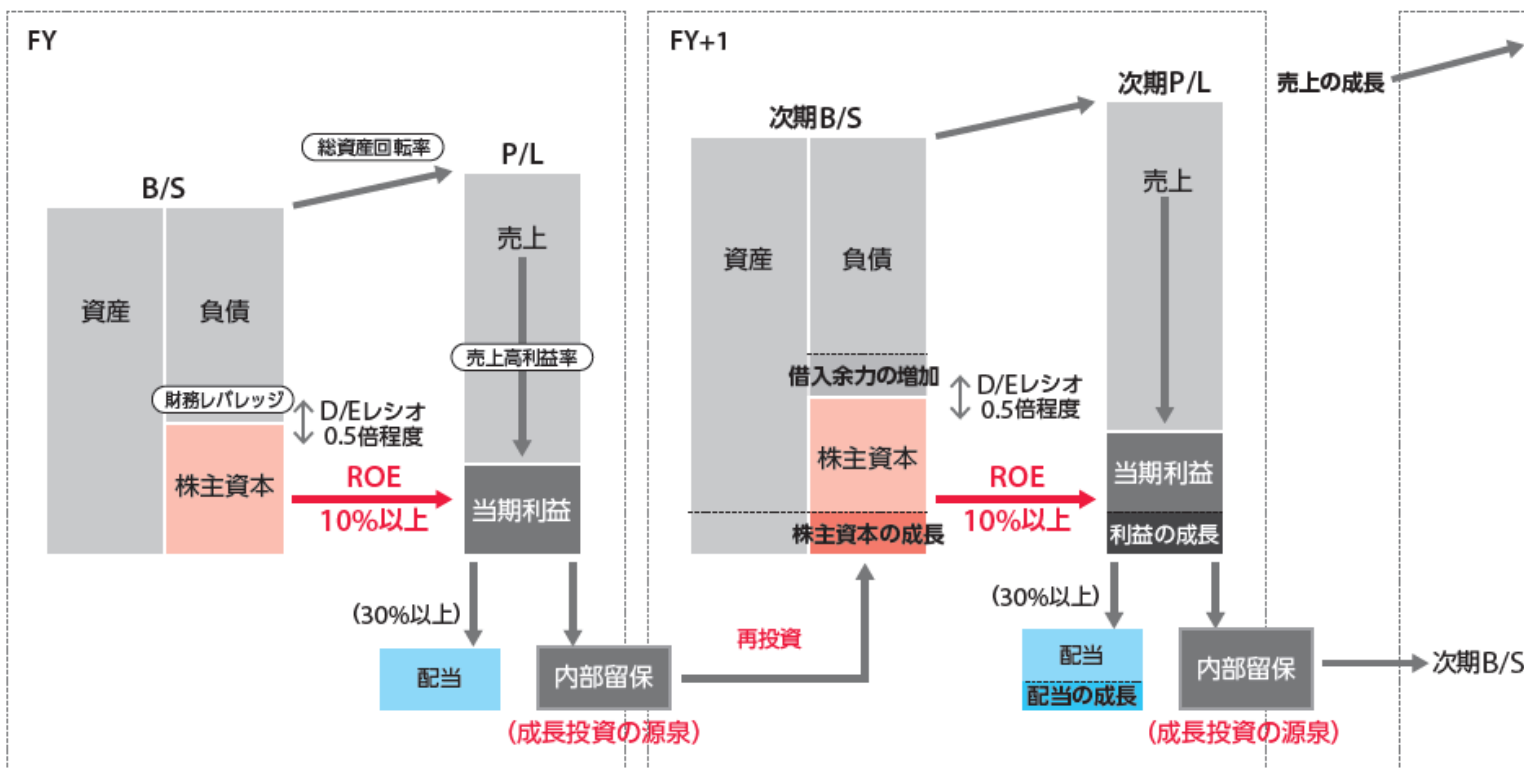 FY
B/S
総資産回転率
P/L
資産
負債
財務レバレッジ
株主資本
D/Eレシオ
0.5倍程度
ROE
10%以上
売上
売上高利益率
当期利益
(30%以上)
配当
内部留保
(成長投資の源泉)
再投資
FY+1
次期B/S
次期P/L
資産
負債
借入余力の増加
株主資本
株主資本の成長
D/Eレシオ
0.5倍程度
ROE
10%以上
売上
当期利益
利益の成長
(30%以上)
配当
配当の成長
内部留保
(成長投資の源泉)
売上の成長
次期B/S